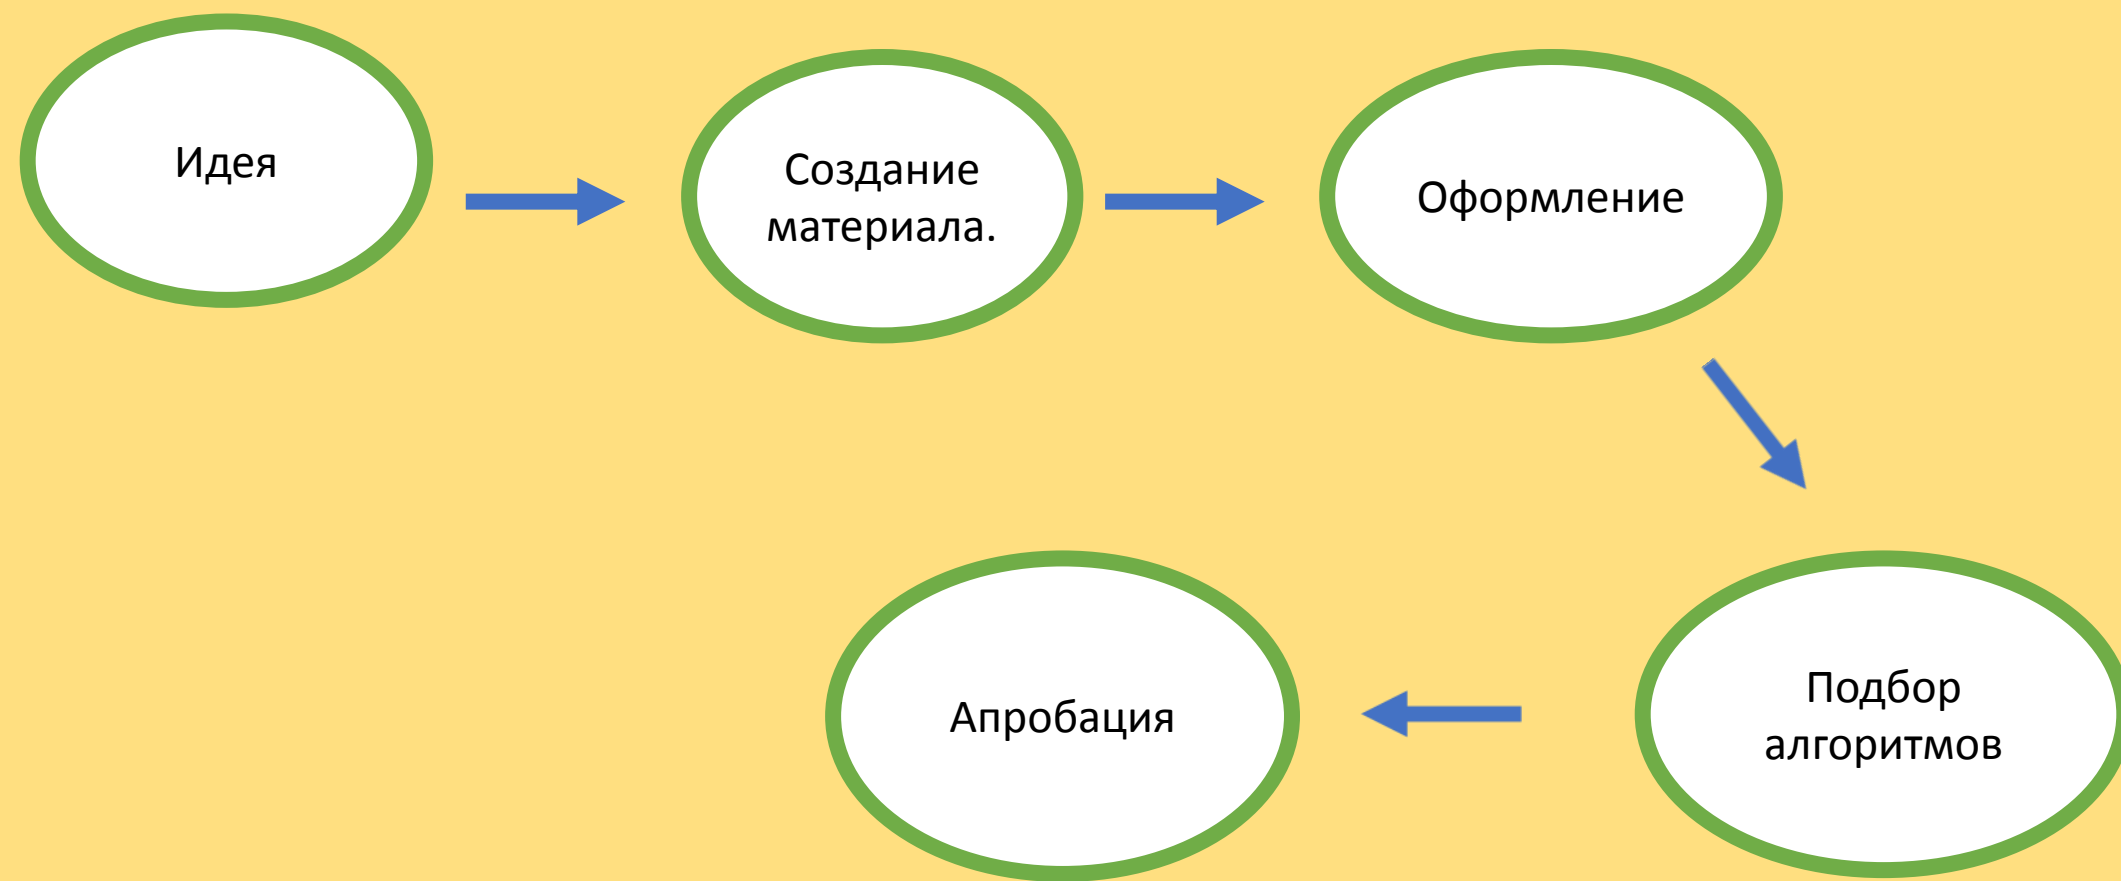 Идея
Создание
материала.
Оформление
Подбор
алгоритмов
Апробация